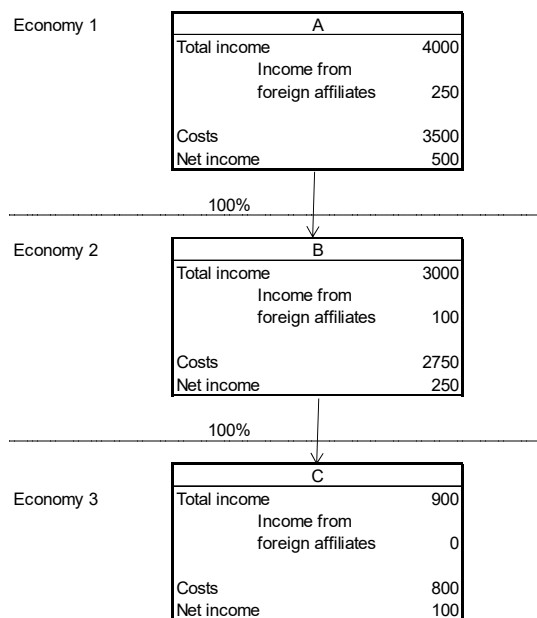 Economy 1
A
Total income 4000
Income from
foreign affiliates 250
Costs 3500
Net income 500
100%
Economy 2
B
Total income 3000
Income from
foreign affiliates 100
Costs 2750
Net income 250
100%
C
Economy 3
Total income 900
Income from
foreign affiliates 0
Costs 800
Net income 100